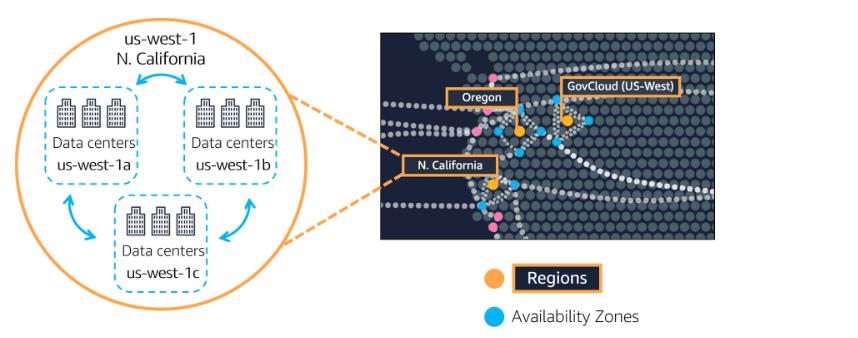 us-west-1
N. California
Data centers
us-west-1a
Data centers
us-west-1b
Data centers
us-west-1c
Oregon
GovCloud (US-West)
N. California
Regions
Availability Zones